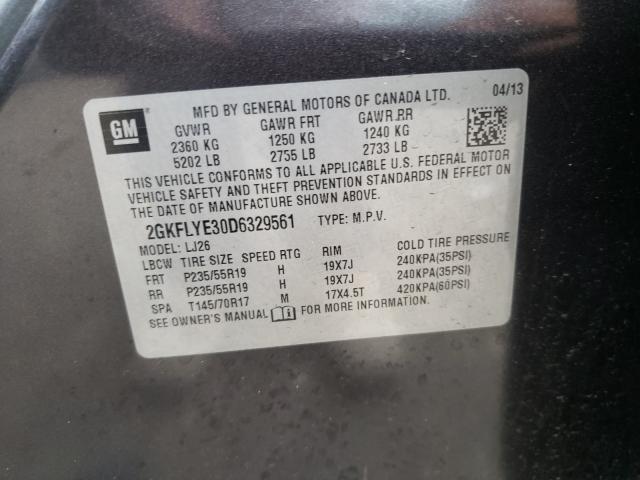 GM
MFD BY GENERAL MOTORS OF CANADA LTD. 04/13
GVWR GAWR FRT GAWR RR
2360 KG 1250 KG 1240 KG
5202 LB 2755 LB 2733 LB
THIS VEHICLE CONFORMS TO ALL APPLICABLE U.S. FEDERAL MOTOR
VEHICLE SAFETY AND THEFT PREVENTION STANDARDS IN EFFECT ON
THE DATE OF MANUFACTURE SHOWN ABOVE.
2GKFLYE30D6329561 TYPE: M.P.V.
MODEL: LJ26
LBCW TIRE SIZE SPEED RTG RIM COLD TIRE PRESSURE
FRT P235/55R19 H 19X7J 240KPA(35PSI)
RR P235/55R19 H 19X7J 240KPA(35PSI)
SPA T145/70R17 M 17X4.5T 420KPA(60PSI)
SEE OWNER'S MANUAL FOR MORE INFORMATION.